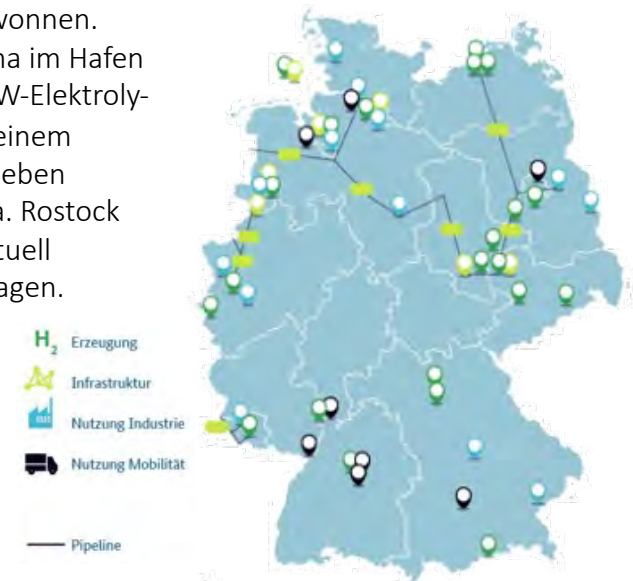 wonnen.
na im Hafen
W-Elektroly-
einem
eben
a. Rostock
tuell
agen.
H₂ Erzeugung
Infrastruktur
Nutzung Industrie
Nutzung Mobilität
Pipeline